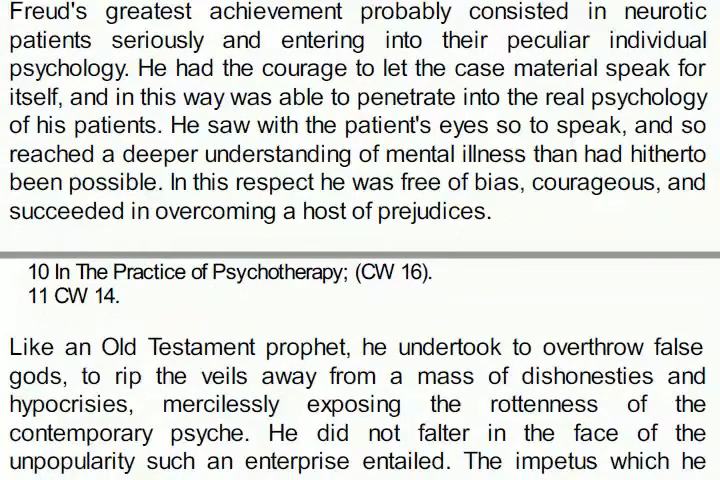 Freud's greatest achievement probably consisted in neurotic
patients seriously and entering into their peculiar individual
psychology. He had the courage to let the case material speak for
itself, and in this way was able to penetrate into the real psychology
of his patients. He saw with the patient's eyes so to speak, and so
reached a deeper understanding of mental illness than had hitherto
been possible. In this respect he was free of bias, courageous, and
succeeded in overcoming a host of prejudices.
10 In The Practice of Psychotherapy; (CW 16).
11 CW 14.
Like an Old Testament prophet, he undertook to overthrow false
gods, to rip the veils away from a mass of dishonesties and
hypocrisies, mercilessly exposing the rottenness of the
contemporary psyche. He did not falter in the face of the
unpopularity such an enterprise entailed. The impetus which he